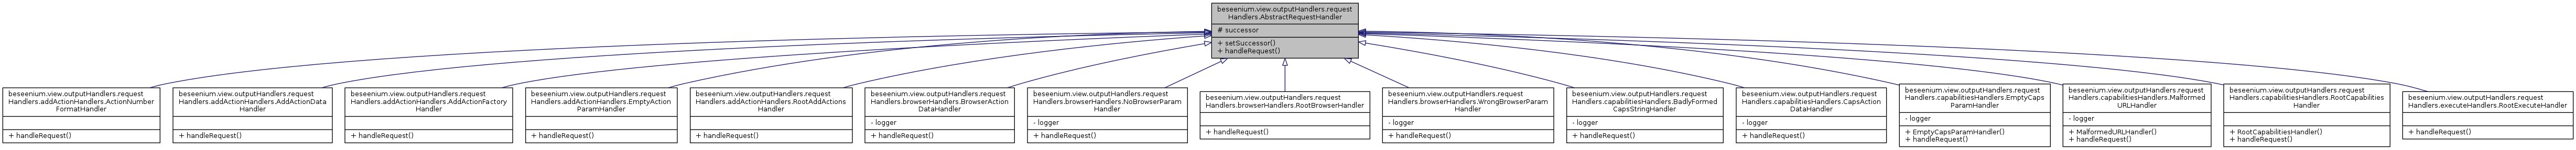 beseenium.view.outputHandlers.request
Handlers.AbstractRequestHandler
# successor
+ setSuccessor()
+ handleRequest()
beseenium.view.outputHandlers.request
Handlers.addActionHandlers.ActionNumber
FormatHandler
+ handleRequest()
beseenium.view.outputHandlers.request
Handlers.addActionHandlers.AddActionData
Handler
+ handleRequest()
beseenium.view.outputHandlers.request
Handlers.addActionHandlers.AddActionFactory
Handler
+ handleRequest()
beseenium.view.outputHandlers.request
Handlers.addActionHandlers.EmptyAction
ParamHandler
+ handleRequest()
beseenium.view.outputHandlers.request
Handlers.addActionHandlers.RootAddActions
Handler
+ handleRequest()
beseenium.view.outputHandlers.request
Handlers.browserHandlers.BrowserAction
DataHandler
- logger
+ handleRequest()
beseenium.view.outputHandlers.request
Handlers.browserHandlers.NoBrowserParam
Handler
- logger
+ handleRequest()
beseenium.view.outputHandlers.request
Handlers.browserHandlers.RootBrowserHandler
+ handleRequest()
beseenium.view.outputHandlers.request
Handlers.browserHandlers.WrongBrowserParam
Handler
- logger
+ handleRequest()
beseenium.view.outputHandlers.request
Handlers.capabilitiesHandlers.BadlyFormed
CapsStringHandler
- logger
+ handleRequest()
beseenium.view.outputHandlers.request
Handlers.capabilitiesHandlers.CapsAction
DataHandler
- logger
+ handleRequest()
beseenium.view.outputHandlers.request
Handlers.capabilitiesHandlers.EmptyCaps
ParamHandler
- logger
+ EmptyCapsParamHandler()
+ handleRequest()
beseenium.view.outputHandlers.request
Handlers.capabilitiesHandlers.Malformed
URLHandler
- logger
+ MalformedURLHandler()
+ handleRequest()
beseenium.view.outputHandlers.request
Handlers.capabilitiesHandlers.RootCapabilities
Handler
+ RootCapabilitiesHandler()
+ handleRequest()
beseenium.view.outputHandlers.request
Handlers.executeHandlers.RootExecuteHandler
+ handleRequest()